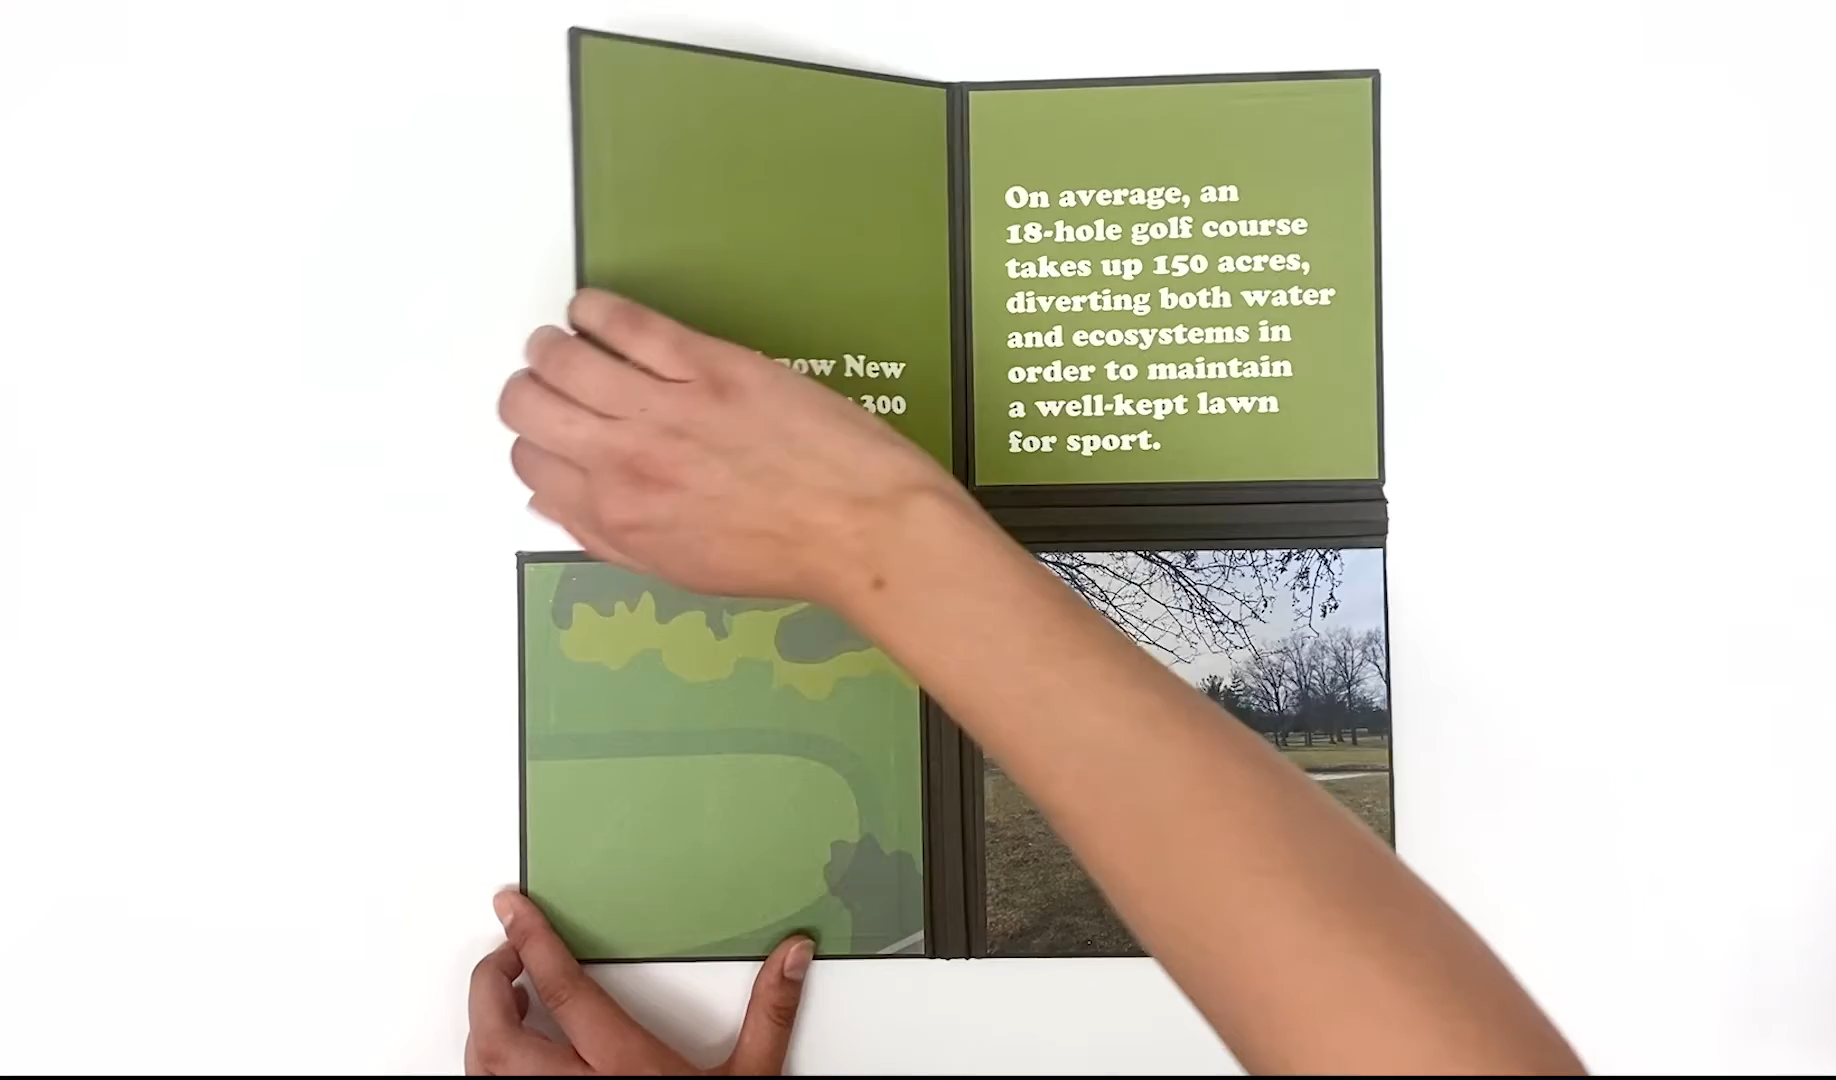 New
300
On average, an
18-hole golf course
takes up 150 acres,
diverting both water
and ecosystems in
order to maintain
a well-kept lawn
for sport.